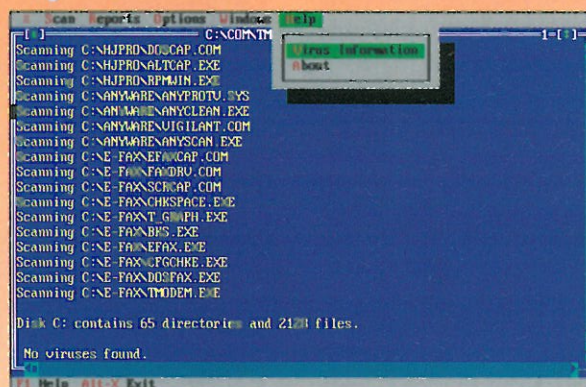 Scan Reports Options Windows Help
C:\COM\TM
1
Virus Information
About
Scanning C:\HJPRO\DOSCAP.COM
Scanning C:\HJPRO\ALTCAP.EXE
Scanning C:\HJPRO\RPMWIN.EXE
Scanning C:\ANYWARE\ANYPROTV.SYS
Scanning C:\ANYWARE\ANYCLEAN.EXE
Scanning C:\ANYWARE\VIGILANT.COM
Scanning C:\ANYWARE\ANYSCAN.EXE
Scanning C:\E-FAX\EFAXCAP.COM
Scanning C:\E-FAX\FAXDRV.COM
Scanning C:\E-FAX\SCRCAP.COM
Scanning C:\E-FAX\CHKSPACE.EXE
Scanning C:\E-FAX\T_GRAPH.EXE
Scanning C:\E-FAX\BKS.EXE
Scanning C:\E-FAX\EFAX.EXE
Scanning C:\E-FAX\CFGCHKE.EXE
Scanning C:\E-FAX\DOSFAX.EXE
Scanning C:\E-FAX\TMODEM.EXE
Disk C: contains 65 directories and files.
No viruses found.
F1 Help Alt-X Exit